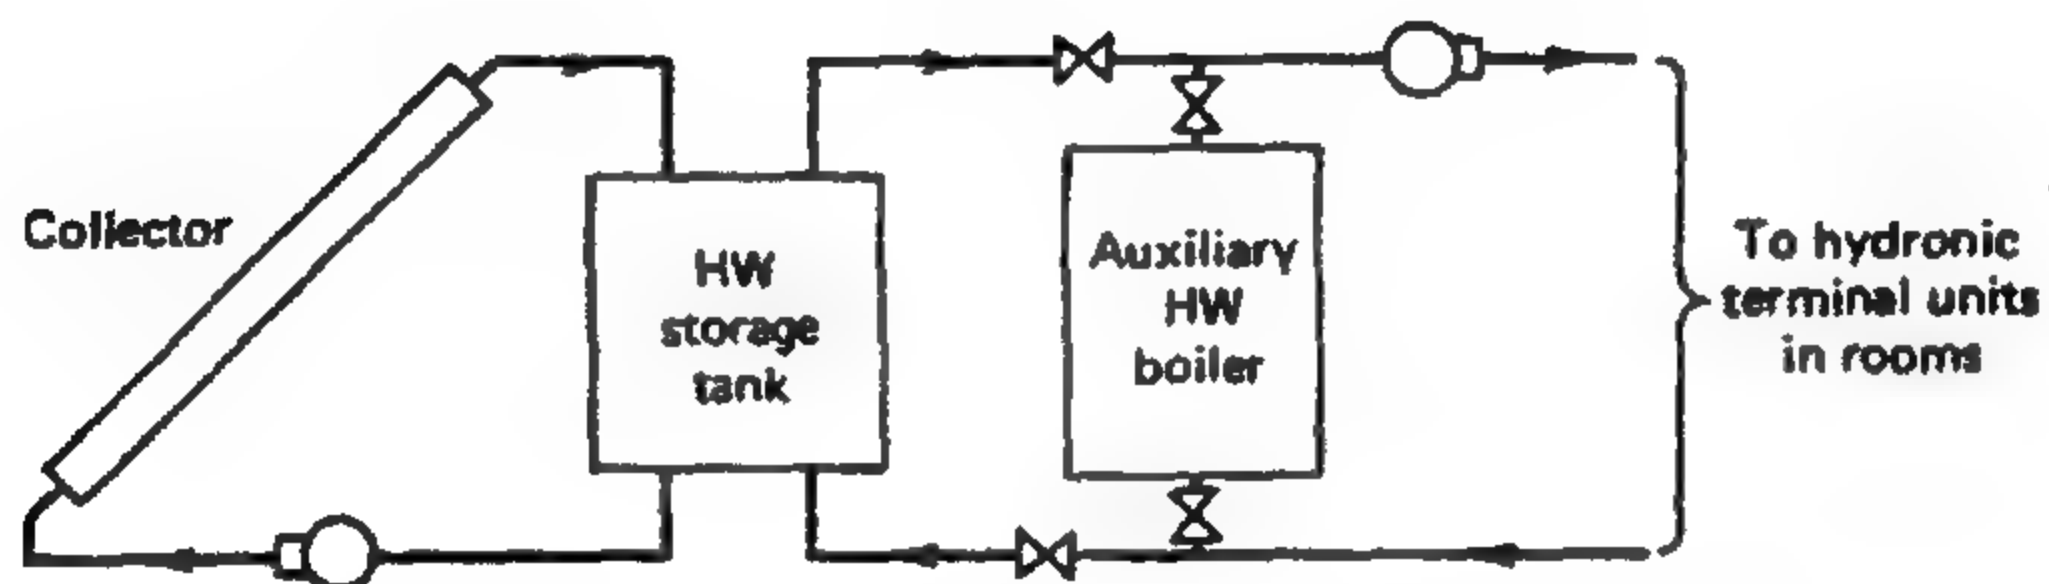 Collector
HW
storage
tank
Auxiliary
HW
boiler
To hydronic
terminal units
in rooms